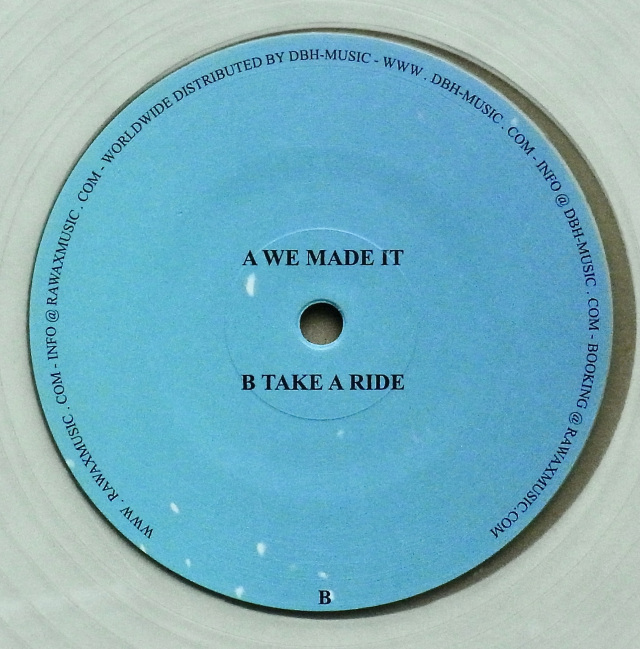 WWW . RAWAXMUSIC . COM - INFO @ RAWAXMUSIC . COM - WORLDWIDE DISTRIBUTED BY DBH-MUSIC - WWW . DBH-MUSIC . COM - INFO @ DBH-MUSIC . COM - BOOKING @ RAWAXMUSIC.COM
A WE MADE IT
B TAKE A RIDE
B